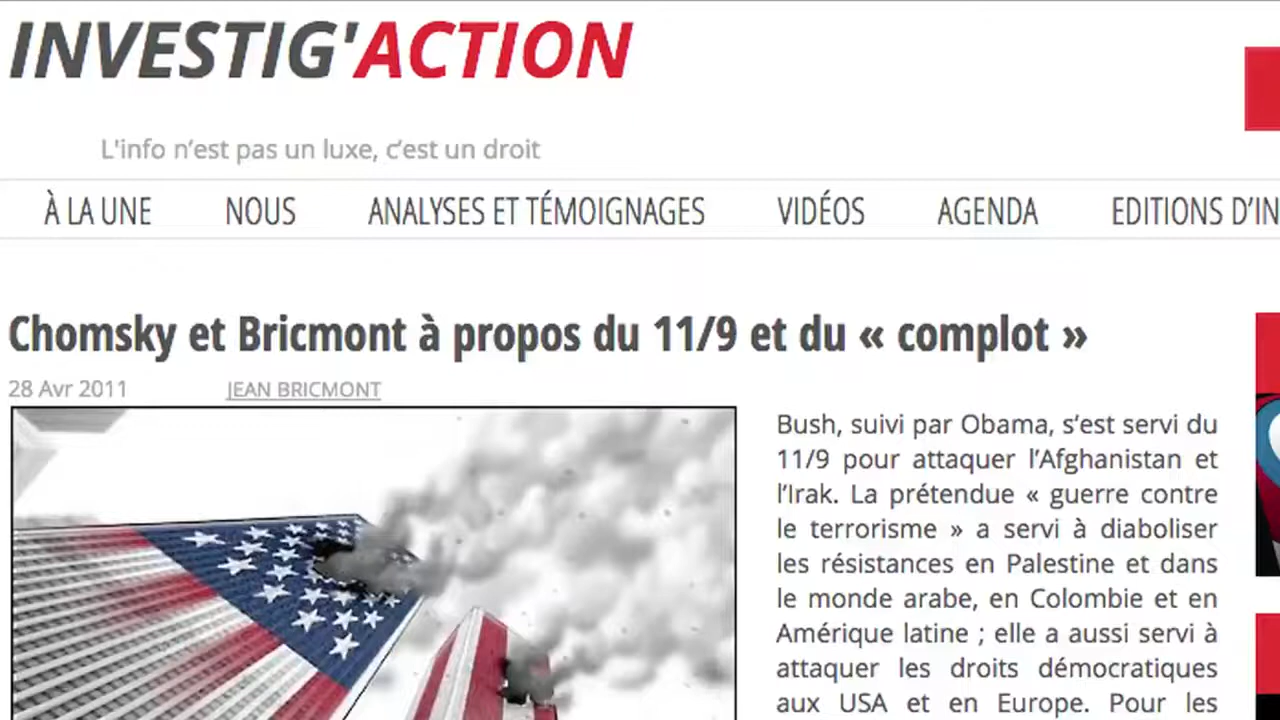 INVESTIG'ACTION
L'info n’est pas un luxe, c’est un droit
À LA UNE NOUS ANALYSES ET TÉMOIGNAGES VIDÉOS AGENDA EDITIONS D’IN
Chomsky et Bricmont à propos du 11/9 et du « complot »
28 Avr 2011 JEAN BRICMONT
Bush, suivi par Obama, s’est servi du
11/9 pour attaquer l’Afghanistan et
l’Irak. La prétendue « guerre contre
le terrorisme » a servi à diaboliser
les résistances en Palestine et dans
le monde arabe, en Colombie et en
Amérique latine ; elle a aussi servi à
attaquer les droits démocratiques
aux USA et en Europe. Pour les